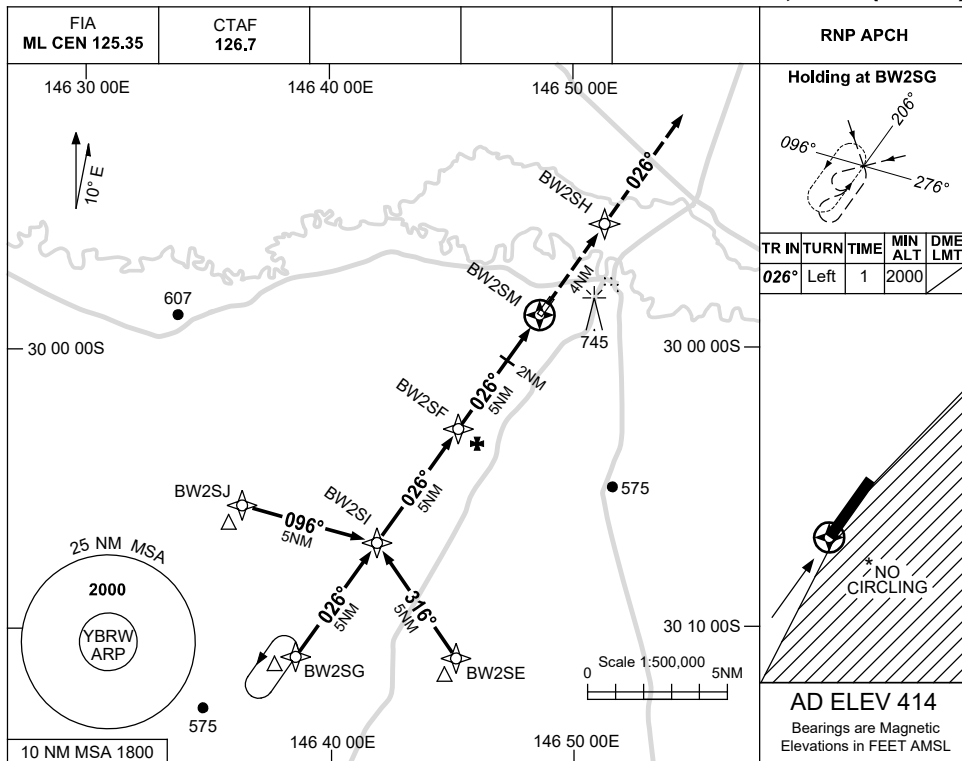 FIA
ML CEN 125.35
CTAF
126.7
RNP APCH
146 30 00E
146 40 00E
146 50 00E
10° E
Holding at BW2SG
096°
206°
276°
TR IN TURN TIME MIN ALT DME LMT
026° Left 1 2000
026°
BW2SH
4NM
BW2SM
607
745
30 00 00S
30 00 00S
2NM
026°
5NM
BW2SF
575
026°
5NM
BW2SJ
BW2SI
096°
5NM
25 NM MSA
2000
YBRW
ARP
026°
5NM
316°
5NM
BW2SG
BW2SE
30 10 00S
Scale 1:500,000
0 5NM
575
10 NM MSA 1800
146 40 00E
146 50 00E
*NO
CIRCLING
AD ELEV 414
Bearings are Magnetic
Elevations in FEET AMSL